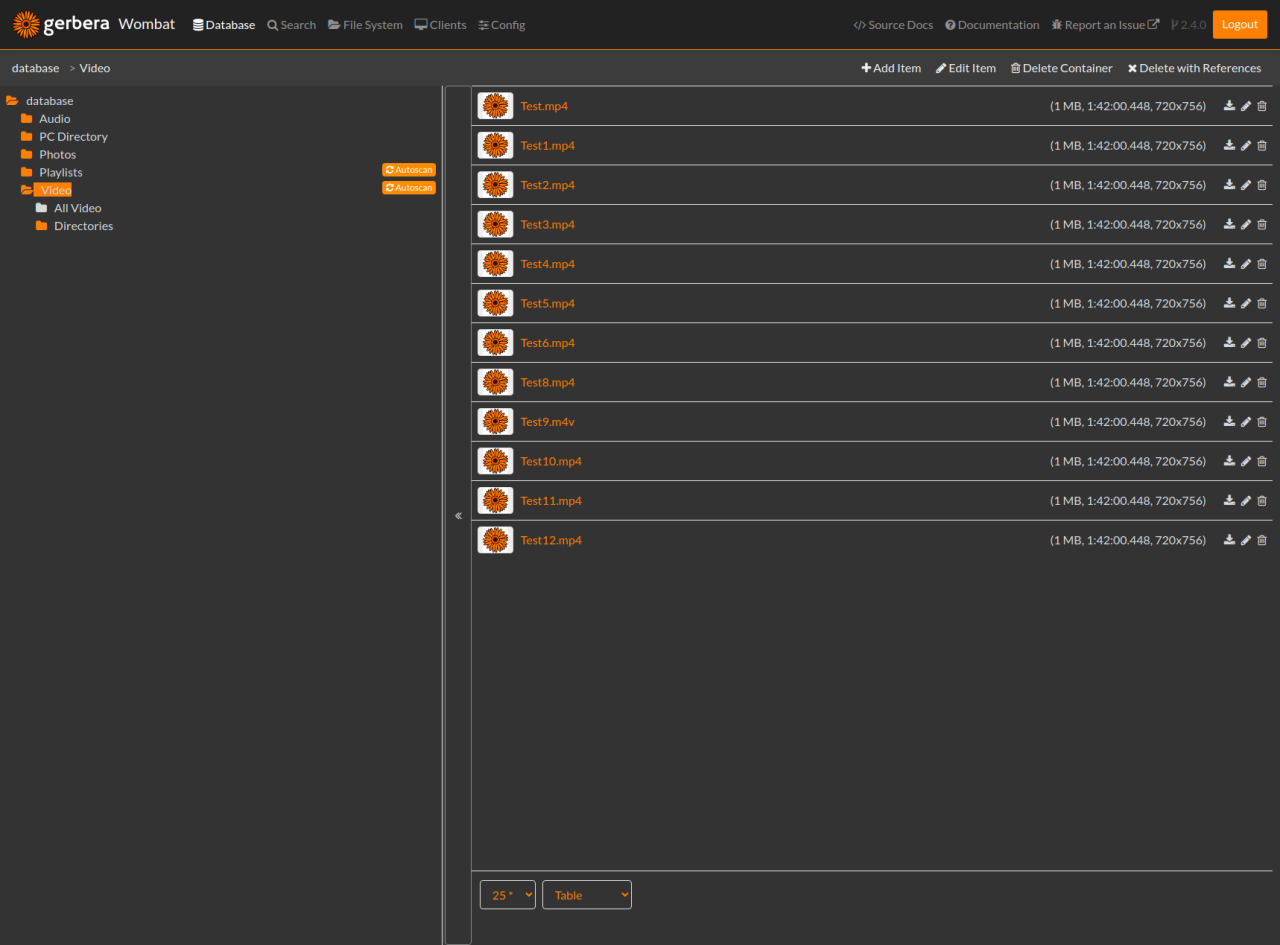 gerbera Wombat Database Search File System Clients Config Source Docs Documentation Report an Issue 2.4.0 Logout
database > Video Add Item Edit Item Delete Container Delete with References
database
Audio
PC Directory
Photos
Playlists Autoscan
Video Autoscan
All Video
Directories
«
Test.mp4 (1 MB, 1:42:00.448, 720x756)
Test1.mp4 (1 MB, 1:42:00.448, 720x756)
Test2.mp4 (1 MB, 1:42:00.448, 720x756)
Test3.mp4 (1 MB, 1:42:00.448, 720x756)
Test4.mp4 (1 MB, 1:42:00.448, 720x756)
Test5.mp4 (1 MB, 1:42:00.448, 720x756)
Test6.mp4 (1 MB, 1:42:00.448, 720x756)
Test8.mp4 (1 MB, 1:42:00.448, 720x756)
Test9.m4v (1 MB, 1:42:00.448, 720x756)
Test10.mp4 (1 MB, 1:42:00.448, 720x756)
Test11.mp4 (1 MB, 1:42:00.448, 720x756)
Test12.mp4 (1 MB, 1:42:00.448, 720x756)
25 * Table